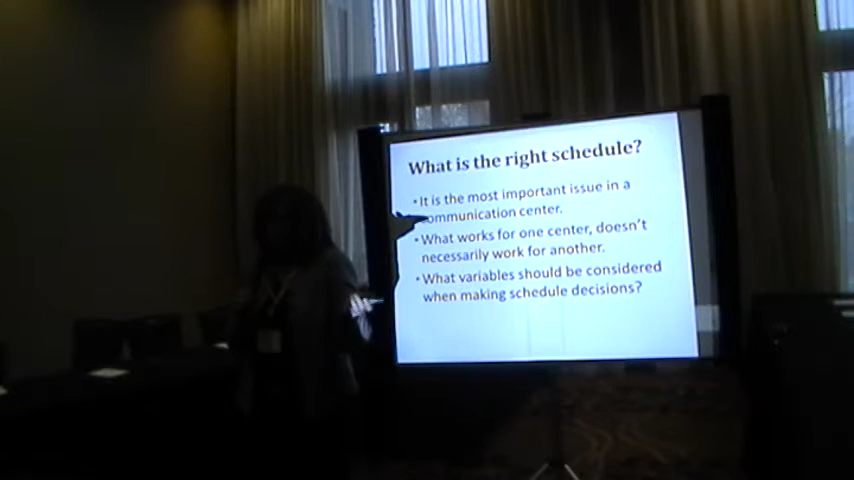 What is the right schedule?
• It is the most important issue in a
communication center.
• What works for one center, doesn't
necessarily work for another.
• What variables should be considered
when making schedule decisions?